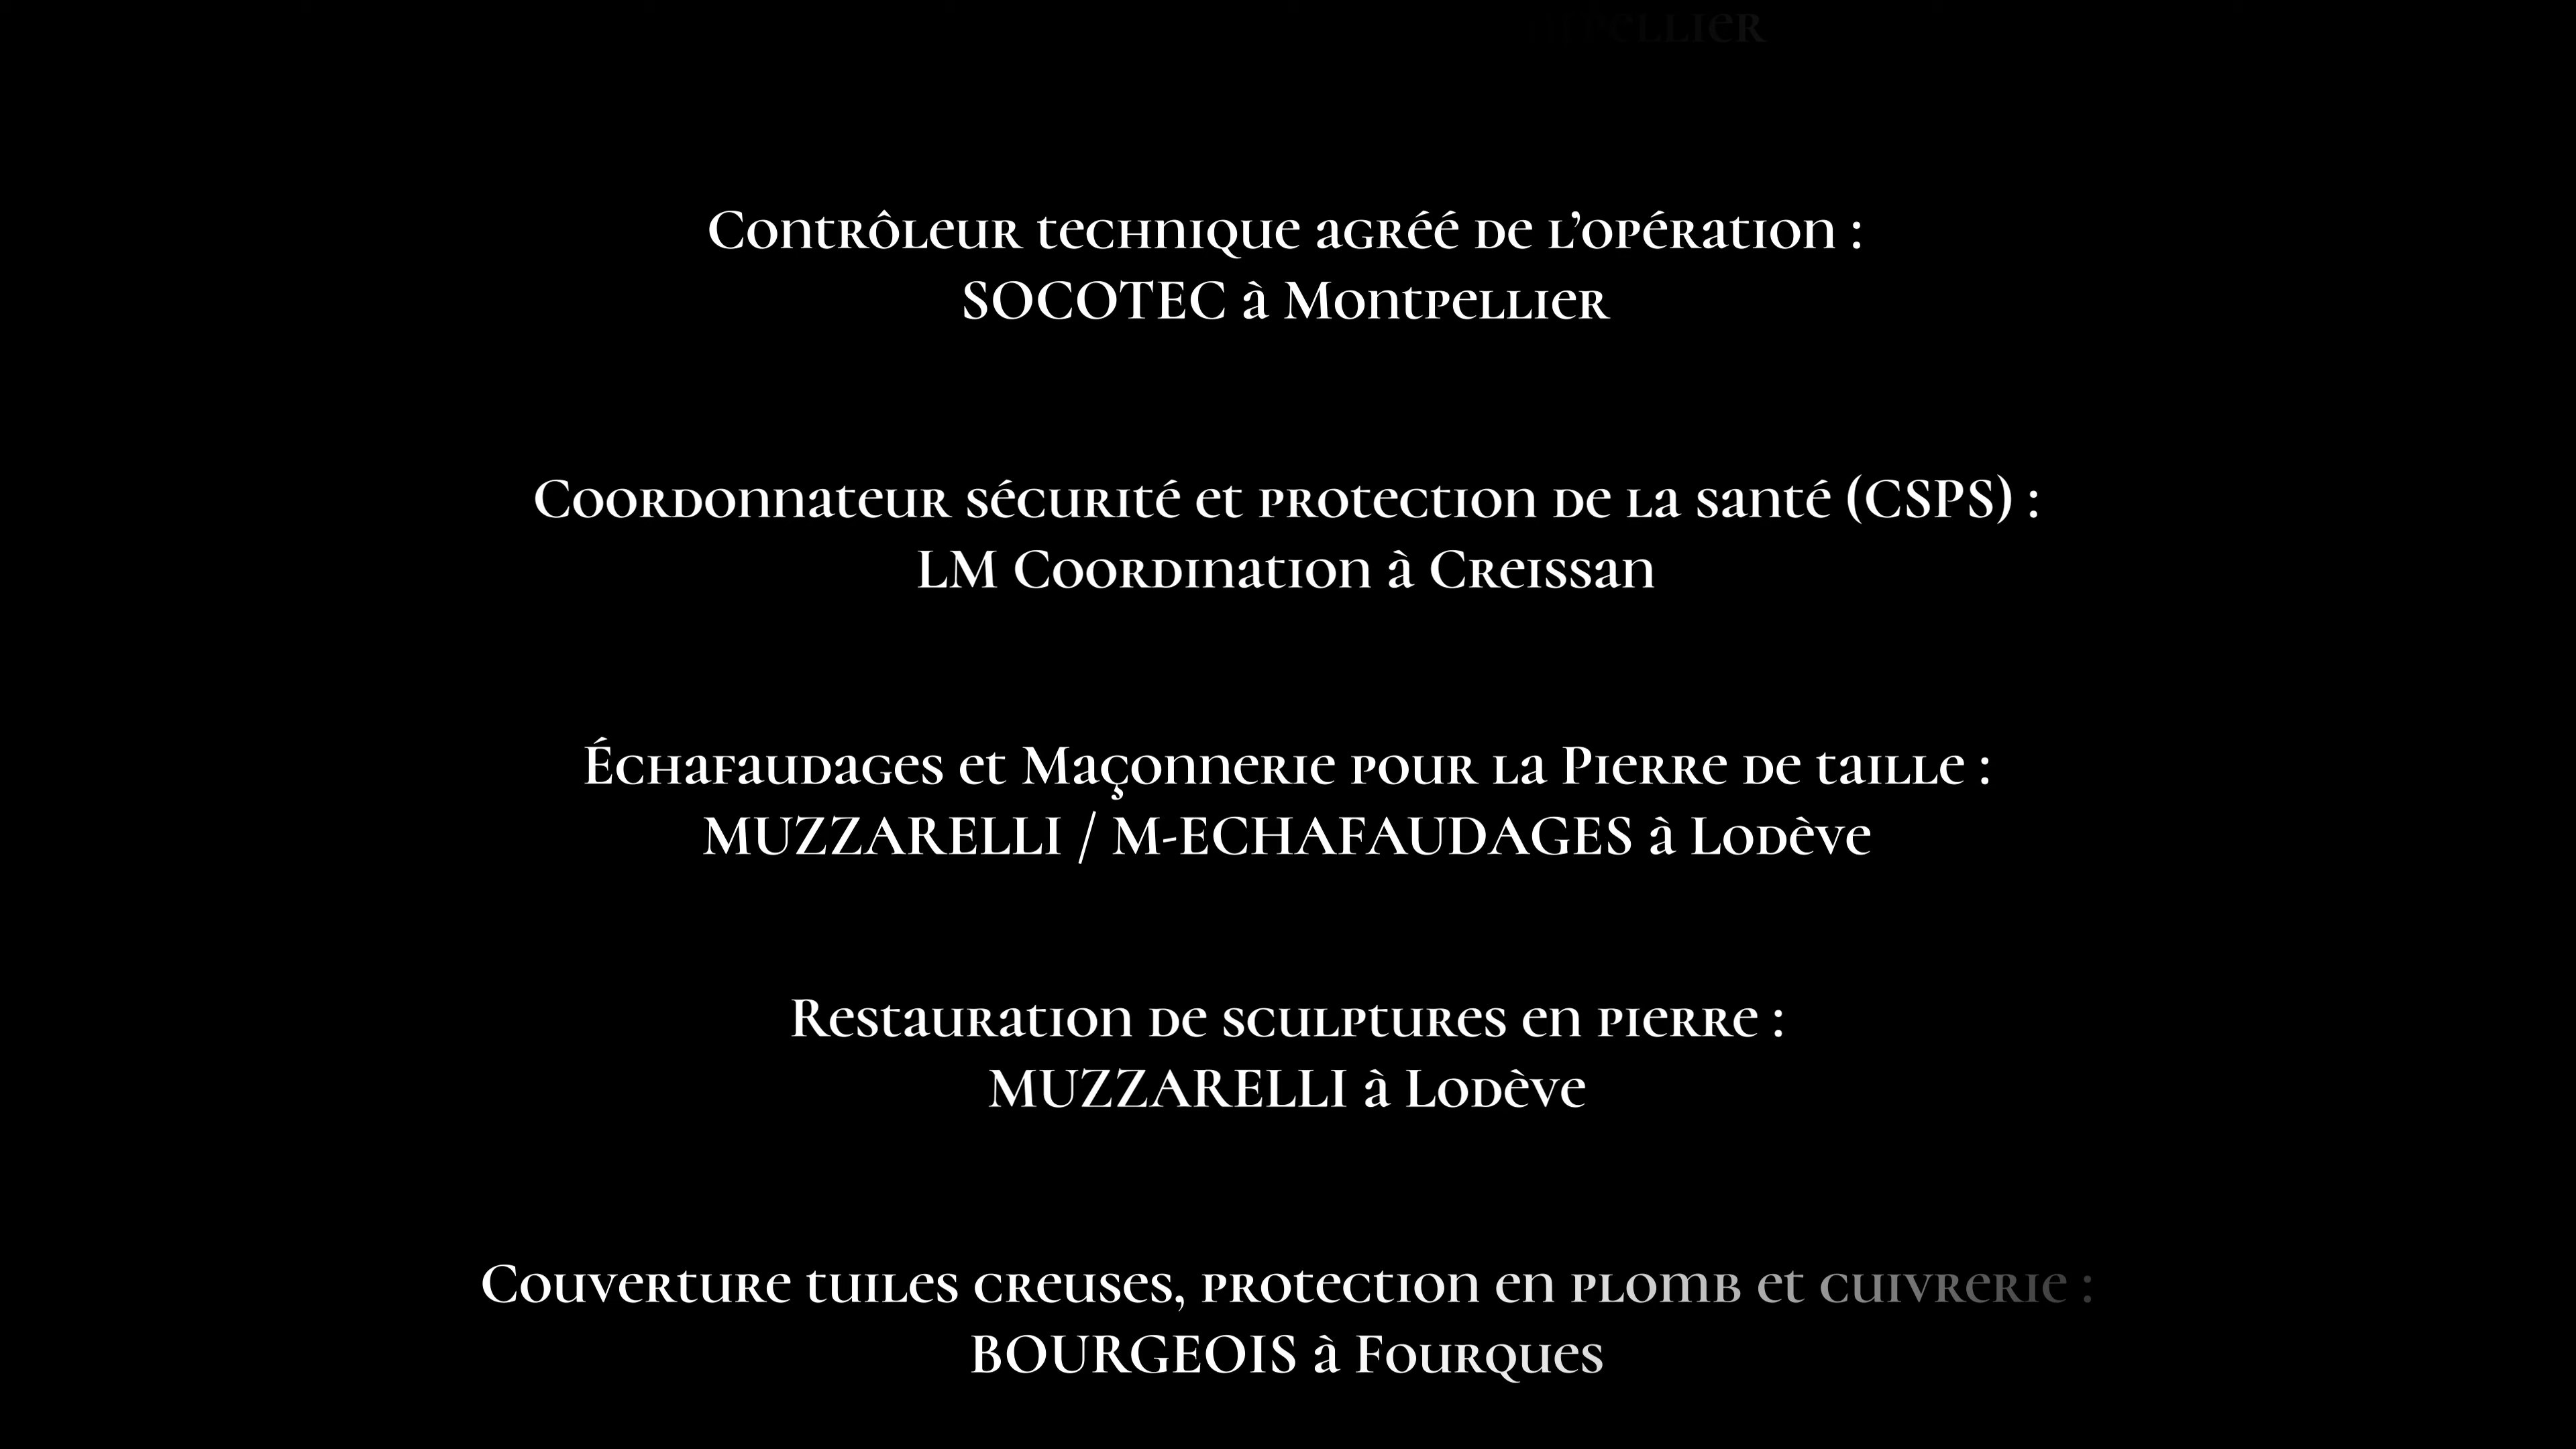 Contrôleur technique agréé de l’opération :
SOCOTEC à Montpellier
Coordonnateur sécurité et protection de la santé (CSPS) :
LM Coordination à Creissan
Échafaudages et Maçonnerie pour la Pierre de taille :
MUZZARELLI / M-ECHAFAUDAGES à Lodève
Restauration de sculptures en pierre :
MUZZARELLI à Lodève
Couverture tuiles creuses, protection en plomb et cuivrerie :
BOURGEOIS à Fourques